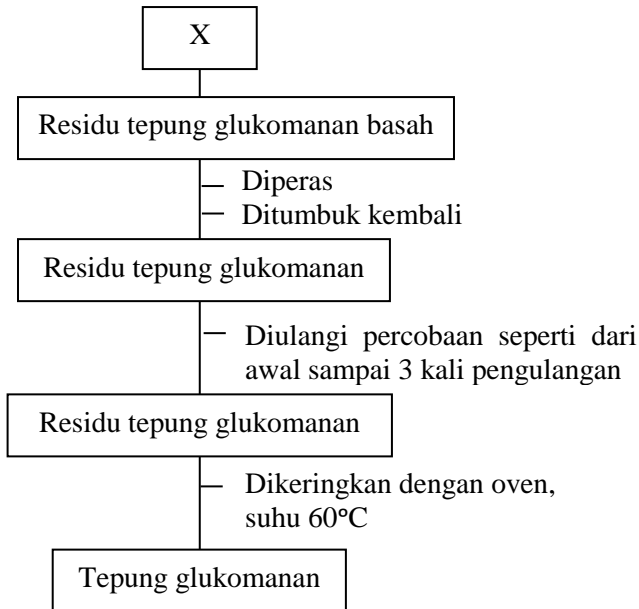 X
Residu tepung glukomanan basah
Diperas
Ditumbuk kembali
Residu tepung glukomanan
Diulangi percobaan seperti dari
awal sampai 3 kali pengulangan
Residu tepung glukomanan
Dikeringkan dengan oven,
suhu 60°C
Tepung glukomanan